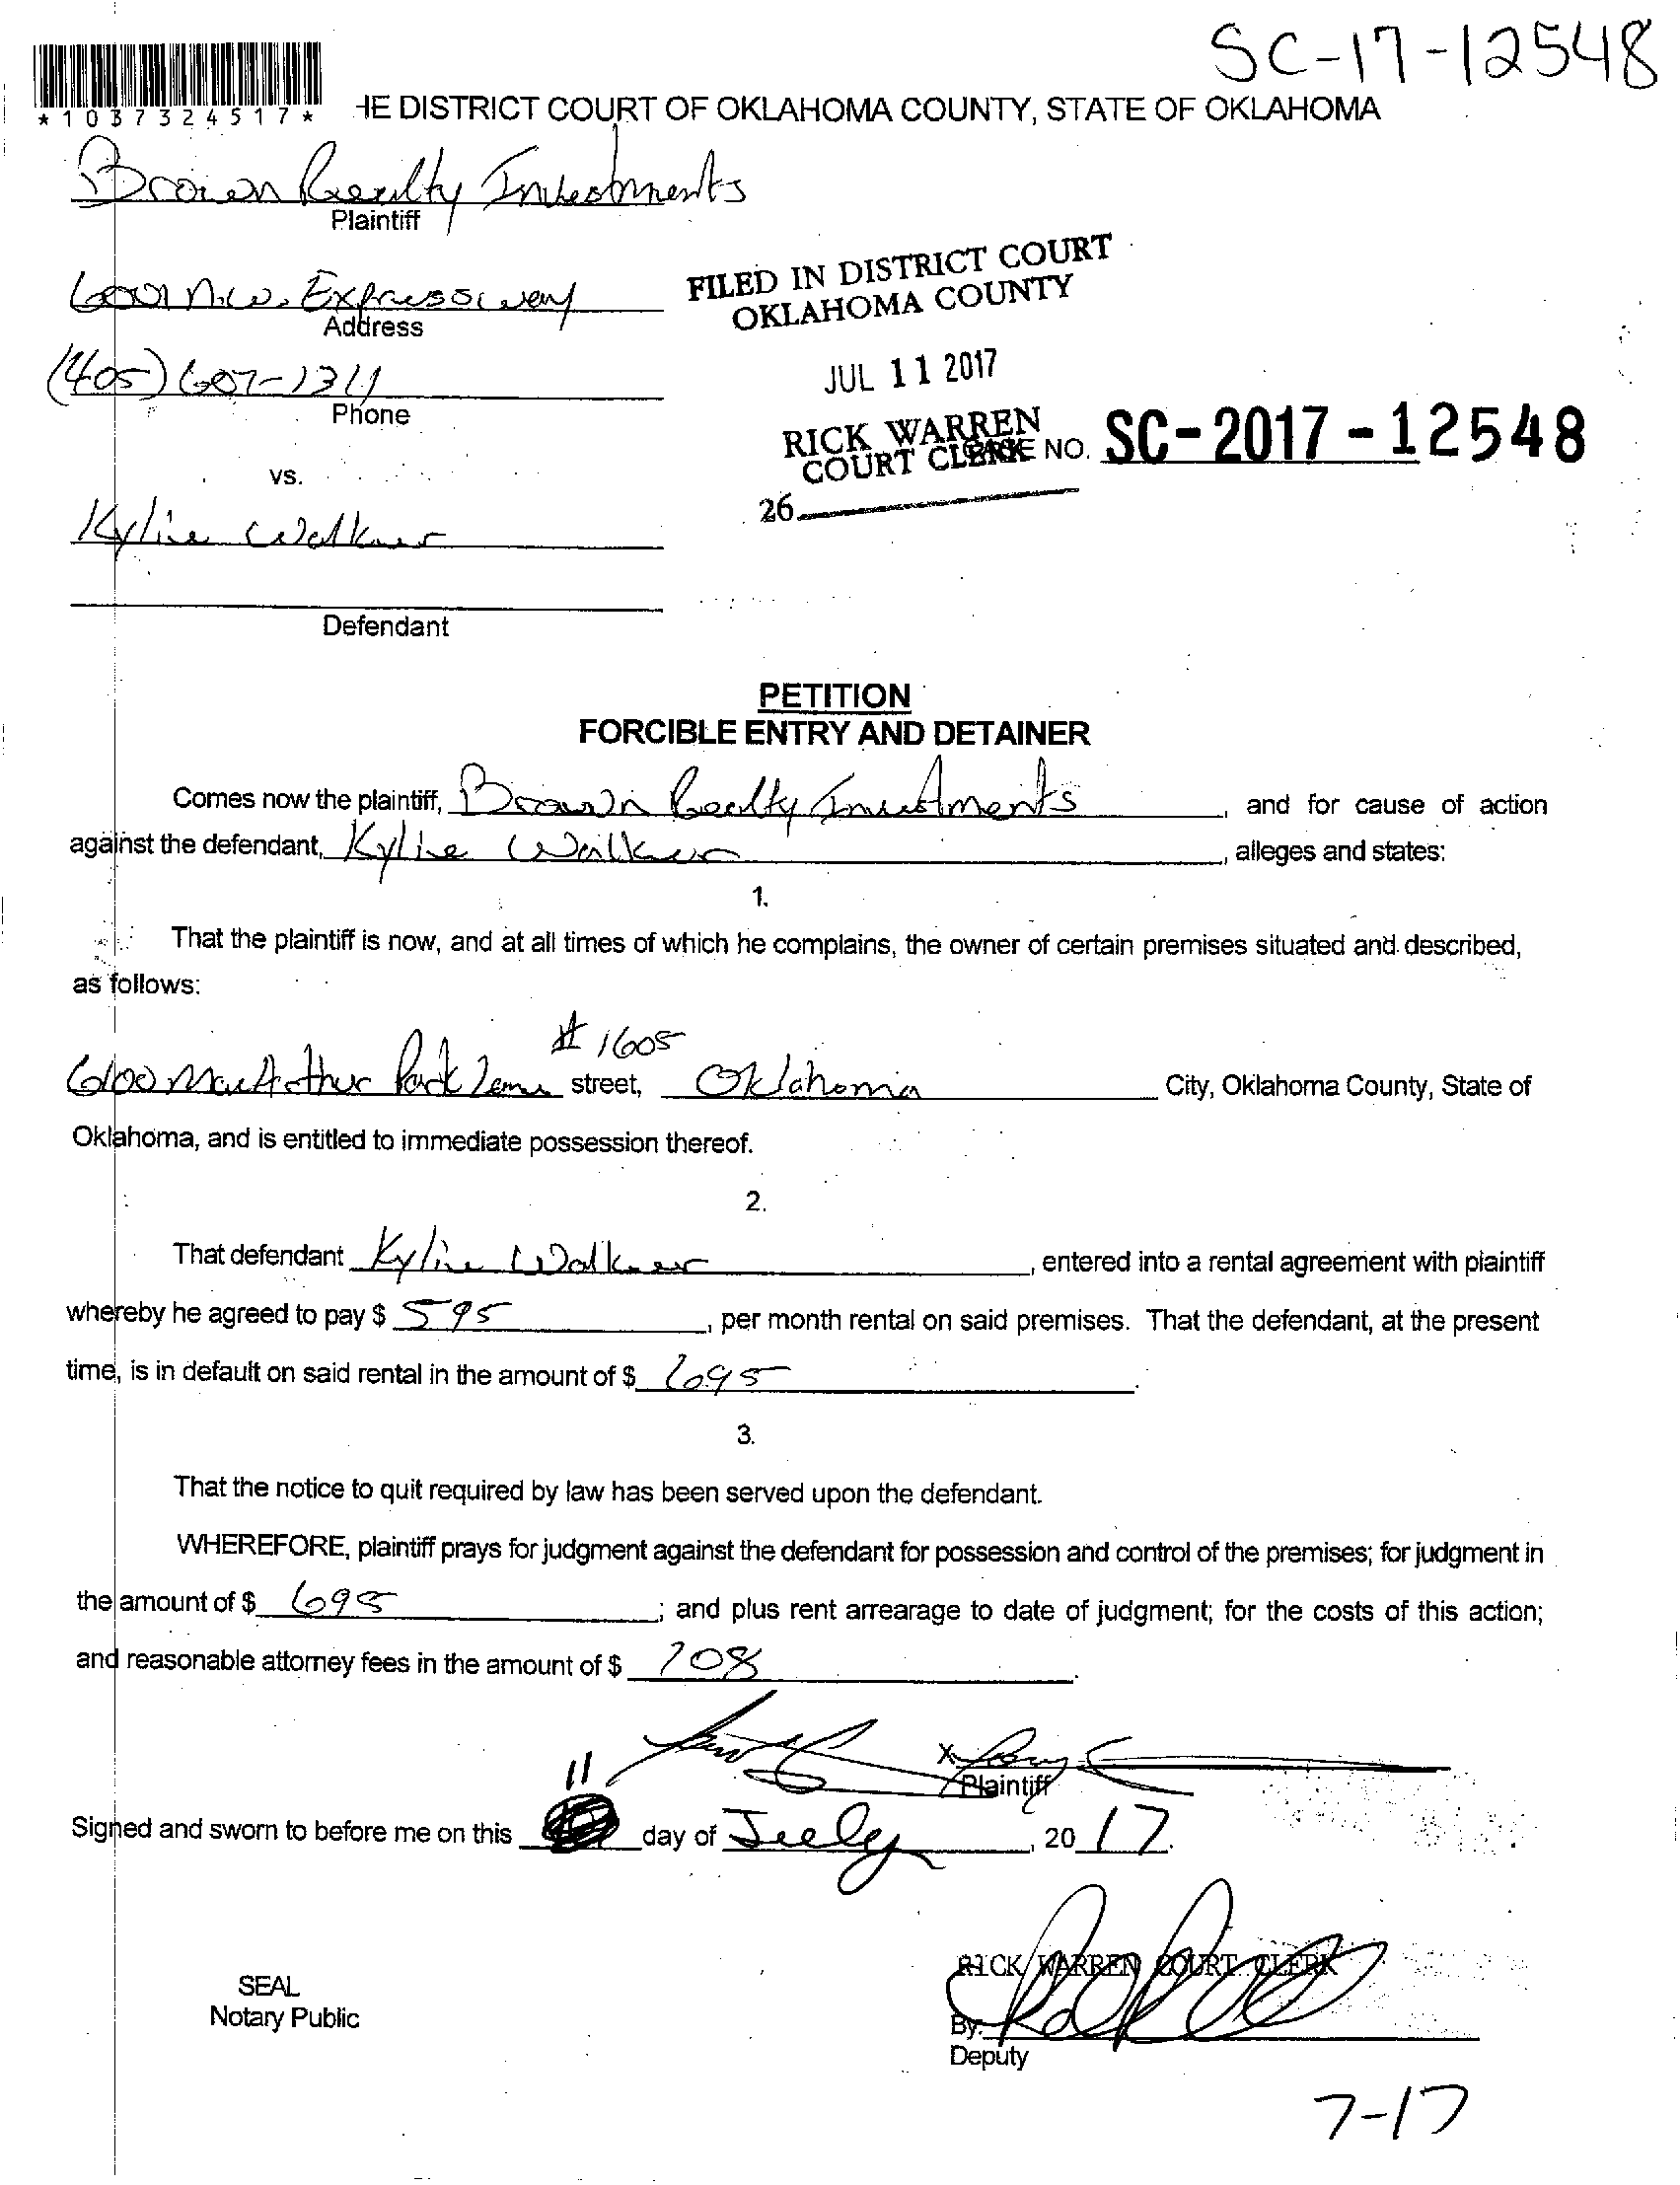 SC-17-12548
*1037324517*
HE DISTRICT COURT OF OKLAHOMA COUNTY, STATE OF OKLAHOMA
Brown Realty Investments
Plaintiff
6001 N.W. Expressway
Address
FILED IN DISTRICT COURT
OKLAHOMA COUNTY
(405) 607-1311
Phone
JUL 11 2017
RICK WARREN
COURT CLERK
CASE NO. SC-2017-12548
26
vs.
Kylie Walkner
Defendant
PETITION
FORCIBLE ENTRY AND DETAINER
Comes now the plaintiff, Brown Realty Investments, and for cause of action
against the defendant, Kylie Walkner, alleges and states:
1.
That the plaintiff is now, and at all times of which he complains, the owner of certain premises situated and described,
as follows:
# 1605
6100 MacArthur Park Lane street, Oklahoma City, Oklahoma County, State of
Oklahoma, and is entitled to immediate possession thereof.
2.
That defendant Kylie Walkner, entered into a rental agreement with plaintiff
whereby he agreed to pay $ 595, per month rental on said premises. That the defendant, at the present
time, is in default on said rental in the amount of $ 695.
3.
That the notice to quit required by law has been served upon the defendant.
WHEREFORE, plaintiff prays for judgment against the defendant for possession and control of the premises; for judgment in
the amount of $ 695; and plus rent arrearage to date of judgment; for the costs of this action;
and reasonable attorney fees in the amount of $ 208.
X
Plaintiff
11
Signed and sworn to before me on this day of July, 2017.
RICK WARREN COURT CLERK
SEAL
Notary Public
By:
Deputy
7-17